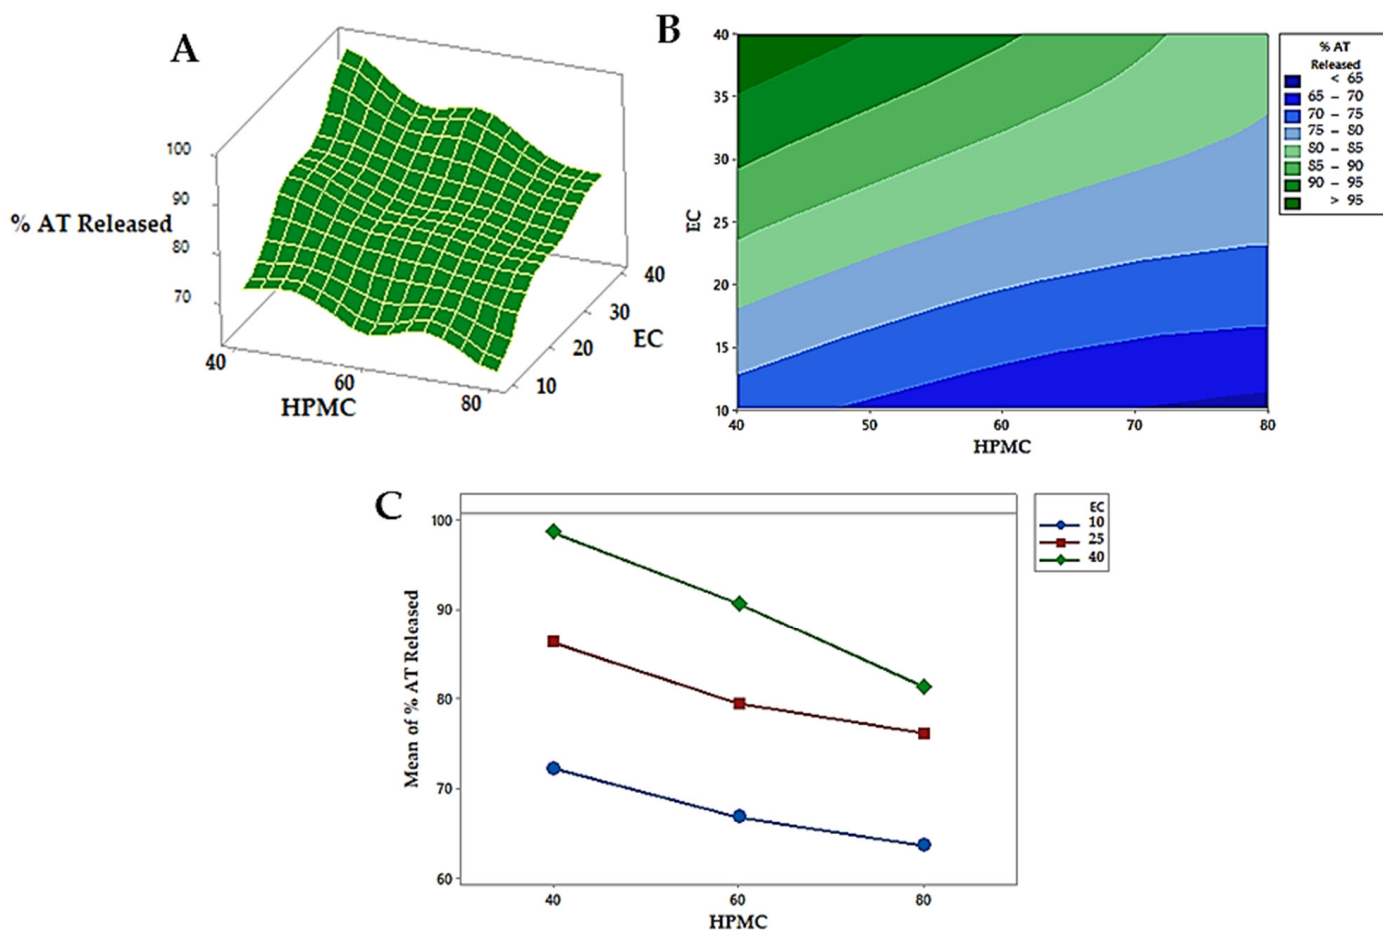 A
100
90
80
70
% AT Released
40
60
80
HPMC
10
20
30
40
EC
B
40
35
30
25
20
15
10
EC
40
50
60
70
80
HPMC
% AT
Released
< 65
65 – 70
70 – 75
75 – 80
80 – 85
85 – 90
90 – 95
> 95
C
100
90
80
70
60
Mean of % AT Released
40
60
80
HPMC
EC
10
25
40